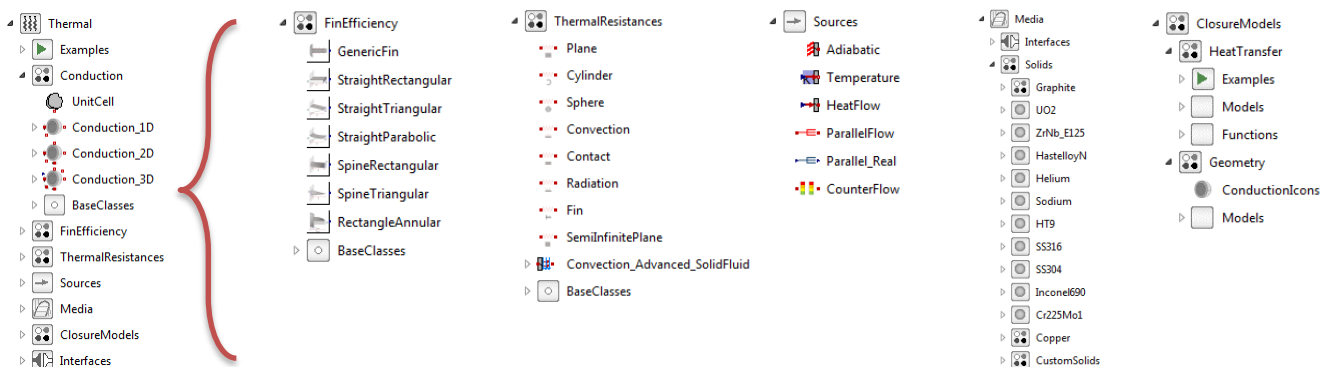 Thermal
Examples
Conduction
UnitCell
Conduction_1D
Conduction_2D
Conduction_3D
BaseClasses
FinEfficiency
ThermalResistances
Sources
Media
ClosureModels
Interfaces
FinEfficiency
GenericFin
StraightRectangular
StraightTriangular
StraightParabolic
SpineRectangular
SpineTriangular
RectangleAnnular
BaseClasses
ThermalResistances
Plane
Cylinder
Sphere
Convection
Contact
Radiation
Fin
SemiInfinitePlane
Convection_Advanced_SolidFluid
BaseClasses
Sources
Adiabatic
Temperature
HeatFlow
ParallelFlow
Parallel_Real
CounterFlow
Media
Interfaces
Solids
Graphite
UO2
ZrNb_E125
HastelloyN
Helium
Sodium
HT9
SS316
SS304
Inconel690
Cr225Mo1
Copper
CustomSolids
ClosureModels
HeatTransfer
Examples
Models
Functions
Geometry
ConductionIcons
Models